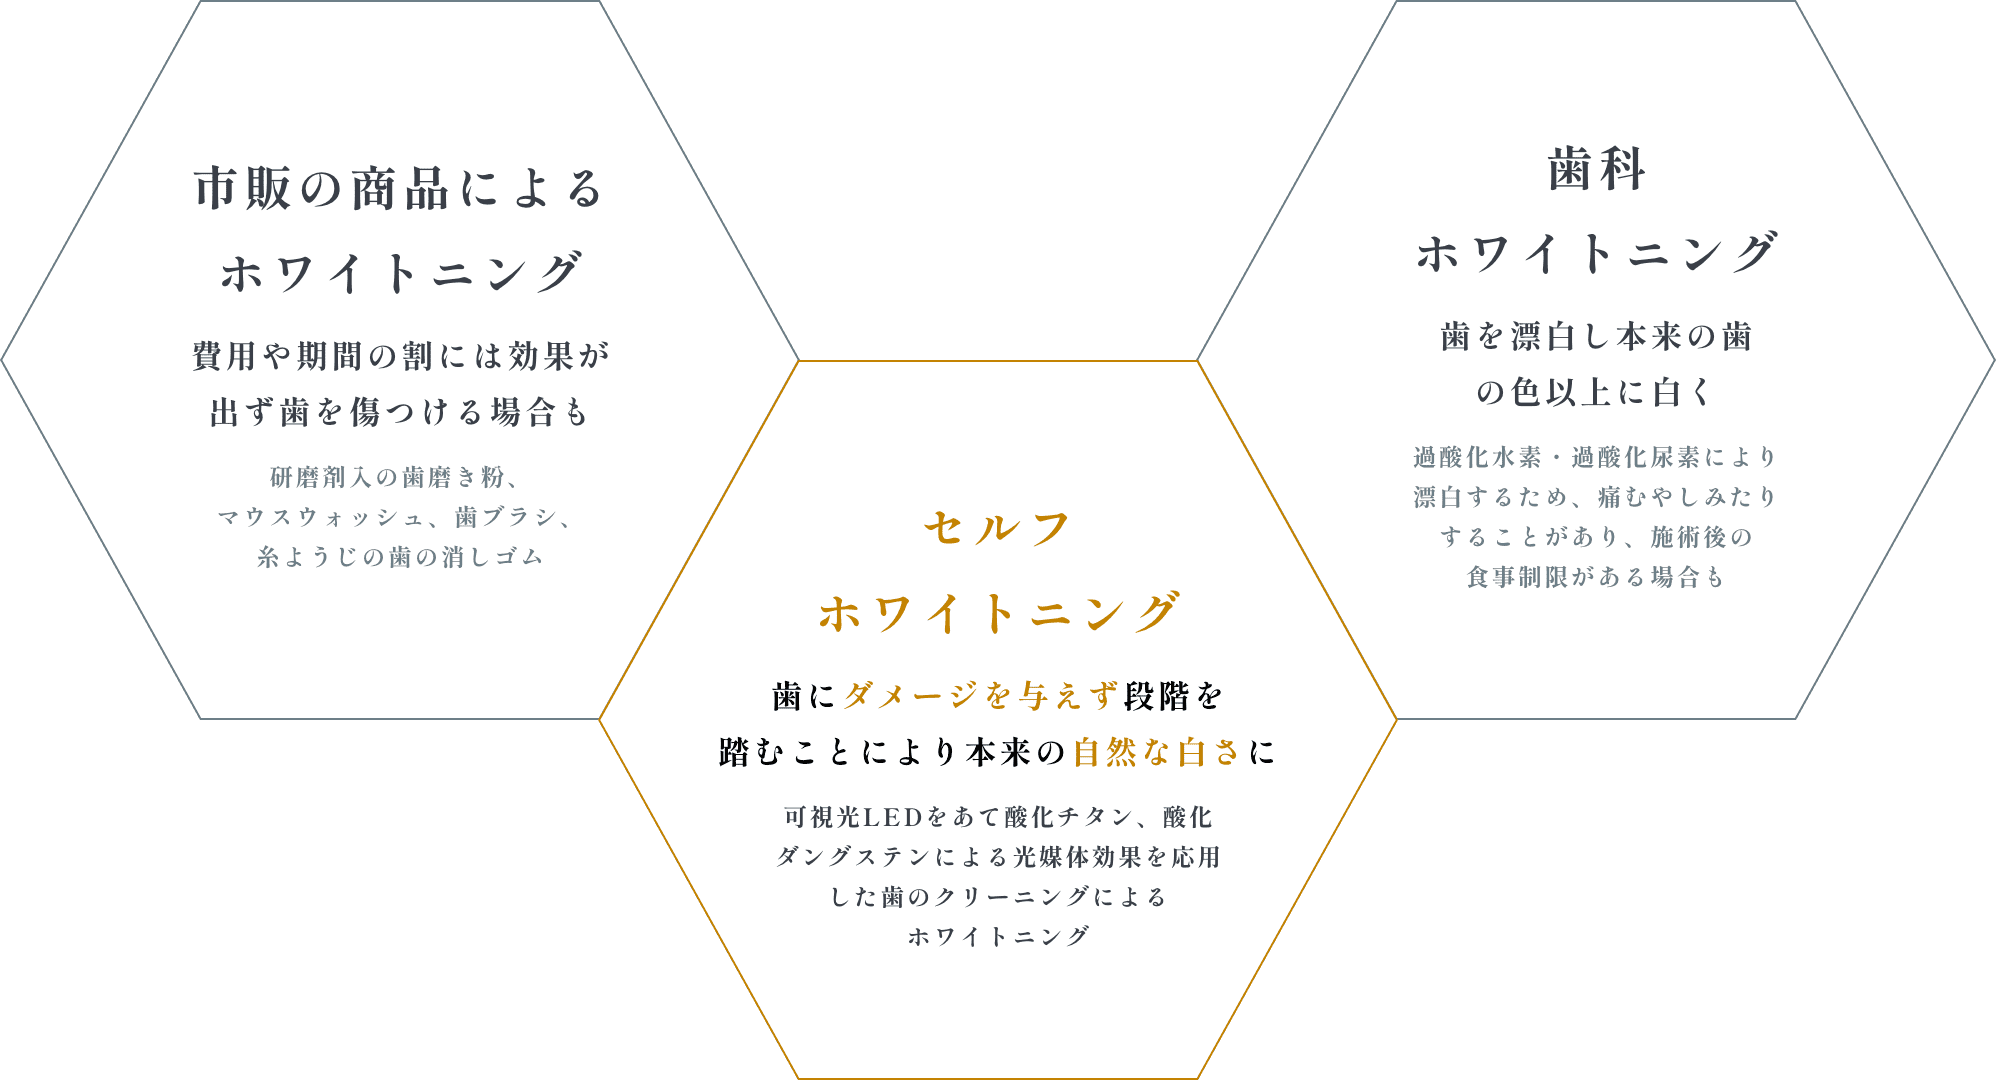 市販の商品による
ホワイトニング
費用や期間の割には効果が
出ず歯を傷つける場合も
研磨剤入の歯磨き粉、
マウスウォッシュ、歯ブラシ、
糸ようじの歯の消しゴム
セルフ
ホワイトニング
歯にダメージを与えず段階を
踏むことにより本来の自然な白さに
可視光LEDをあて酸化チタン、酸化
ダングステンによる光媒体効果を応用
した歯のクリーニングによる
ホワイトニング
歯科
ホワイトニング
歯を漂白し本来の歯
の色以上に白く
過酸化水素・過酸化尿素により
漂白するため、痛むやしみたり
することがあり、施術後の
食事制限がある場合も